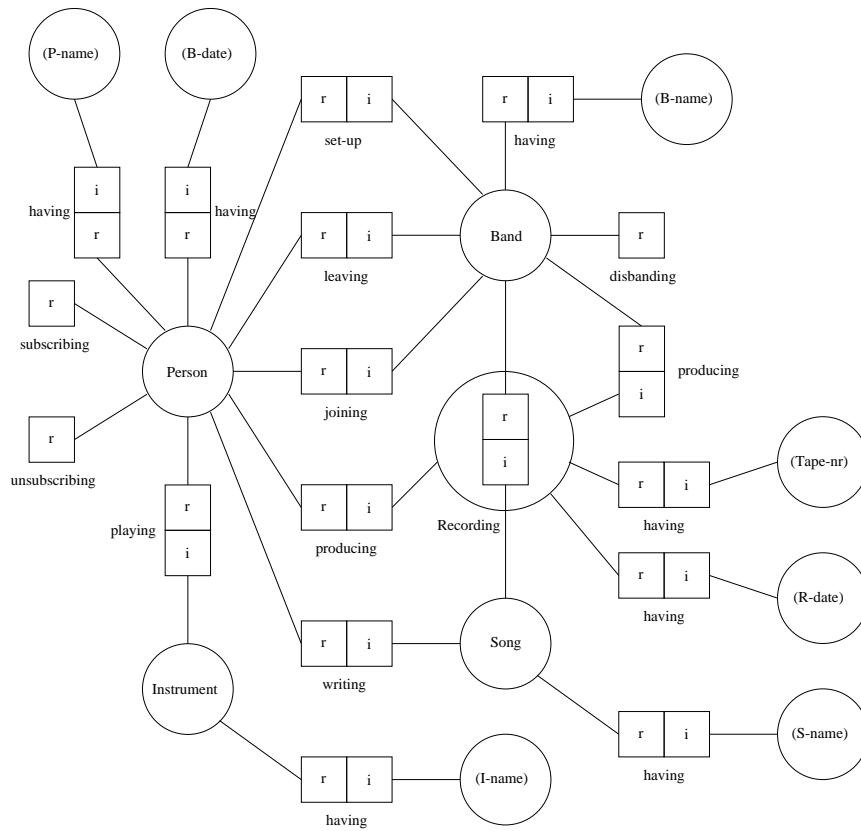 (P-name)
(B-date)
r i
set-up
r i
having
(B-name)
i
r
having
i
r
having
r i
leaving
Band
r
disbanding
r
subscribing
Person
r i
joining
r
i
producing
r
unsubscribing
r
i
Recording
r i
having
(Tape-nr)
r
i
playing
r i
producing
r i
having
(R-date)
Instrument
r i
writing
Song
r i
having
(S-name)
r i
having
(I-name)